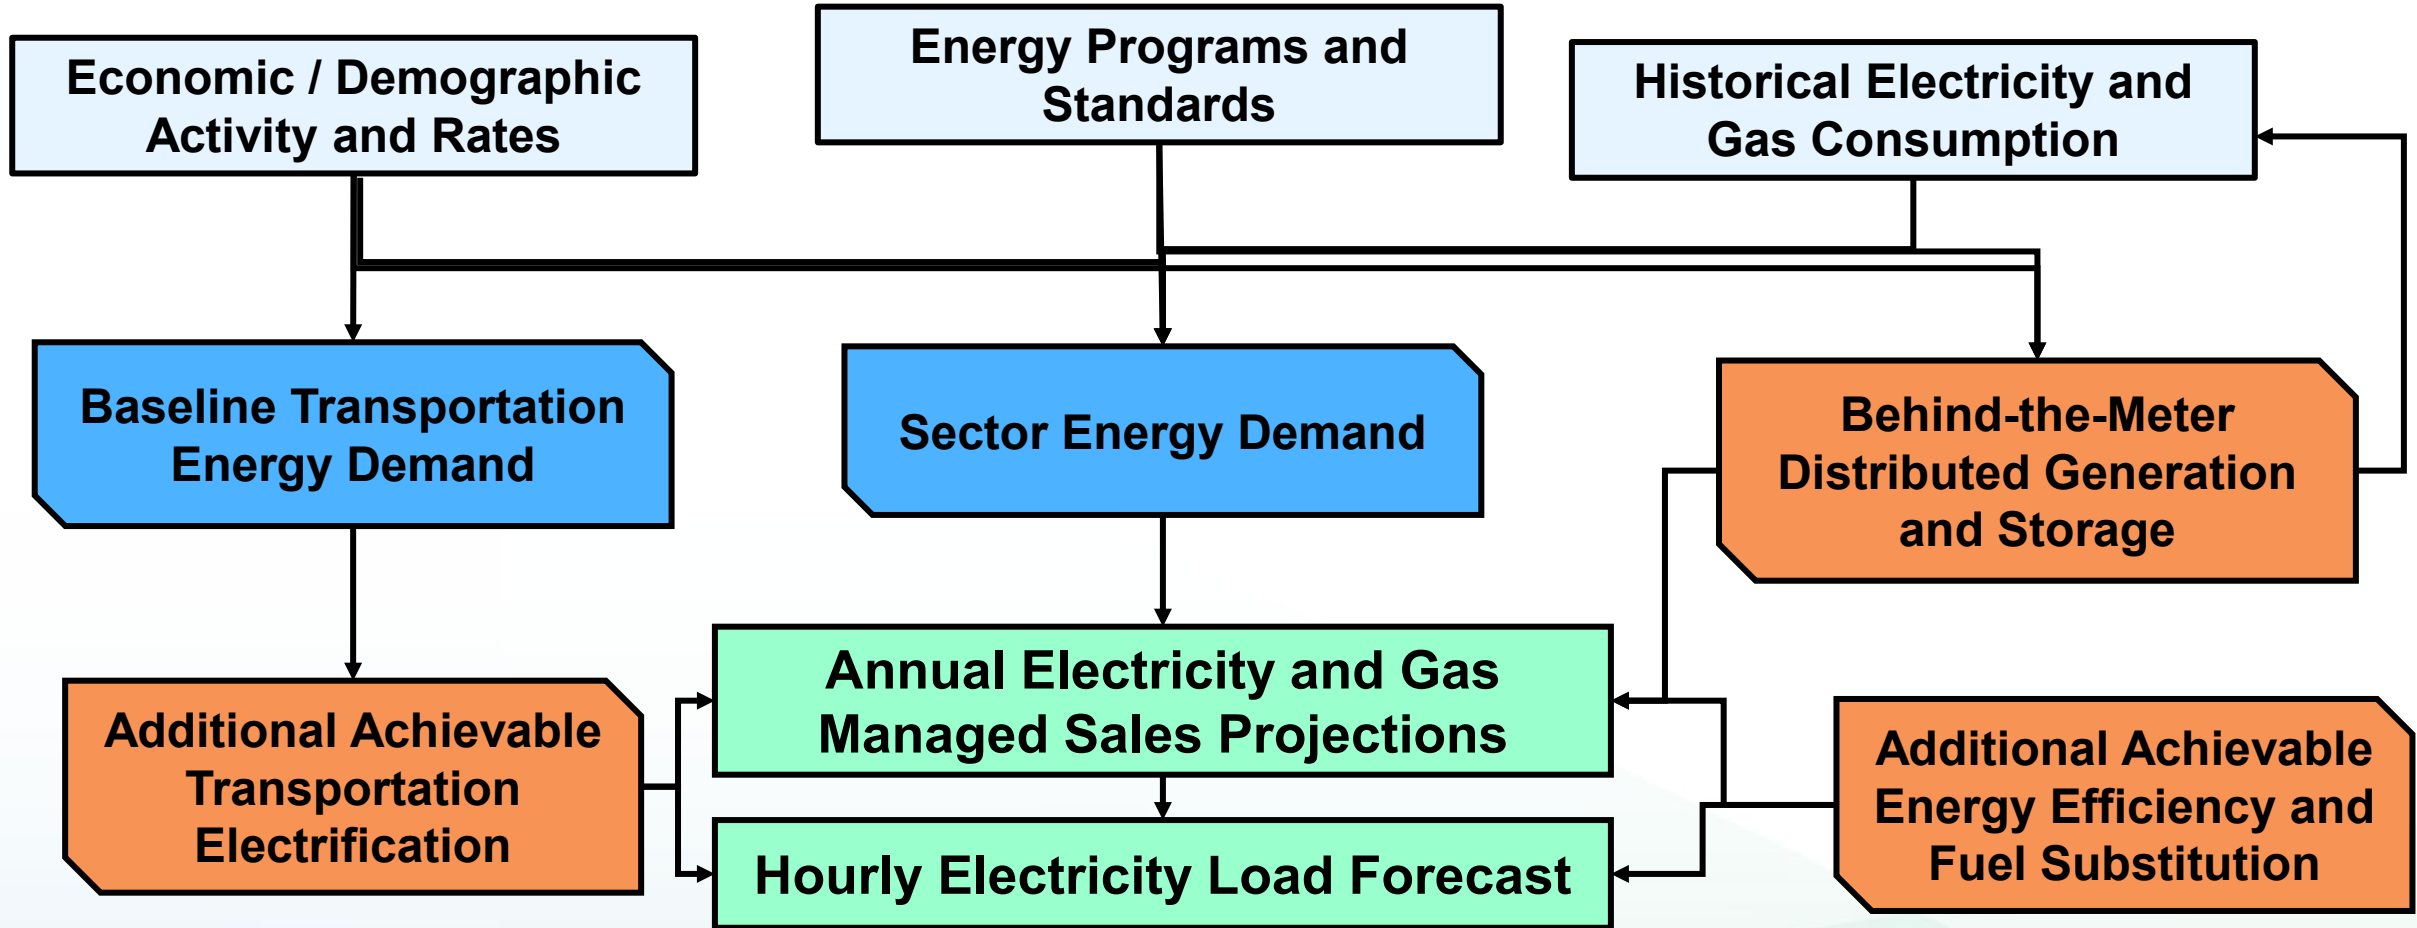 Economic / Demographic
Activity and Rates
Energy Programs and
Standards
Historical Electricity and
Gas Consumption
Baseline Transportation
Energy Demand
Sector Energy Demand
Behind-the-Meter
Distributed Generation
and Storage
Additional Achievable
Transportation
Electrification
Annual Electricity and Gas
Managed Sales Projections
Hourly Electricity Load Forecast
Additional Achievable
Energy Efficiency and
Fuel Substitution